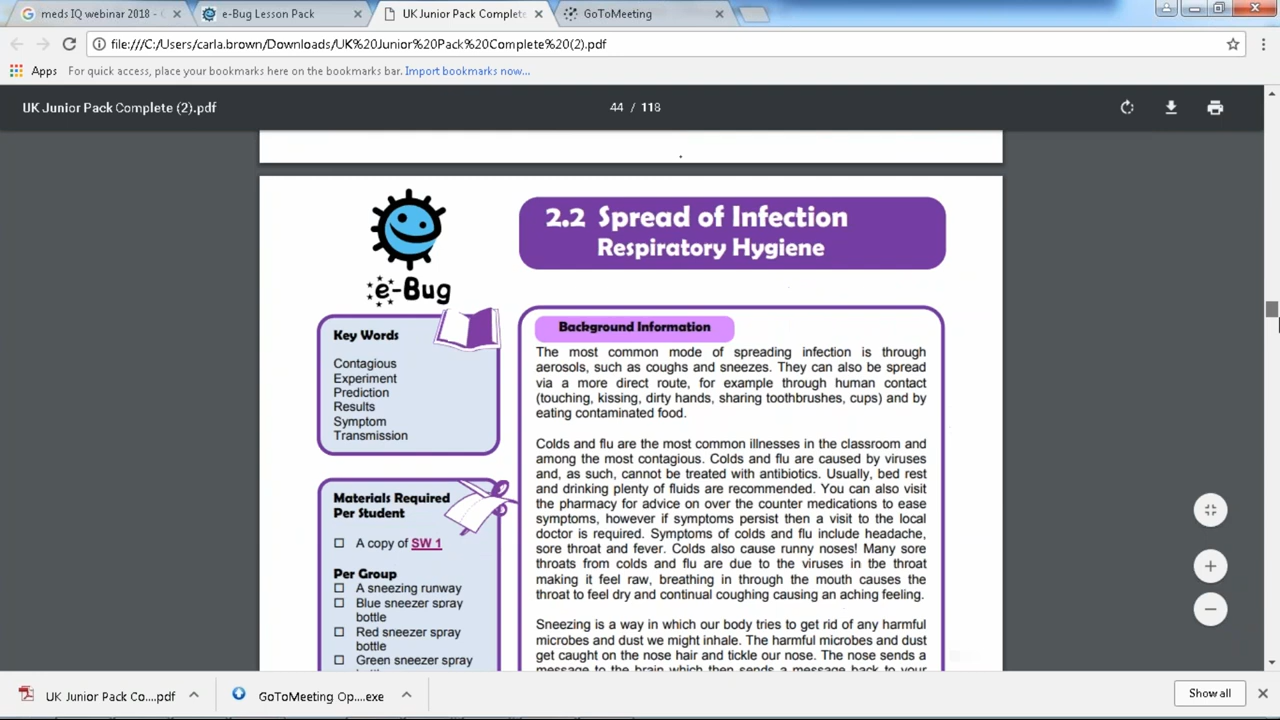 meds IQ webinar 2018 -
e-Bug Lesson Pack
UK Junior Pack Complete
GoToMeeting
file:///C:/Users/carla.brown/Downloads/UK%20Junior%20Pack%20Complete%20(2).pdf
Apps
For quick access, place your bookmarks here on the bookmarks bar. Import bookmarks now...
UK Junior Pack Complete (2).pdf
44 / 118
e-Bug
2.2 Spread of Infection
Respiratory Hygiene
Key Words
Contagious
Experiment
Prediction
Results
Symptom
Transmission
Materials Required
Per Student
A copy of SW 1
Per Group
A sneezing runway
Blue sneezer spray
bottle
Red sneezer spray
bottle
Green sneezer spray
Background Information
The most common mode of spreading infection is through
aerosols, such as coughs and sneezes. They can also be spread
via a more direct route, for example through human contact
(touching, kissing, dirty hands, sharing toothbrushes, cups) and by
eating contaminated food.
Colds and flu are the most common illnesses in the classroom and
among the most contagious. Colds and flu are caused by viruses
and, as such, cannot be treated with antibiotics. Usually, bed rest
and drinking plenty of fluids are recommended. You can also visit
the pharmacy for advice on over the counter medications to ease
symptoms, however if symptoms persist then a visit to the local
doctor is required. Symptoms of colds and flu include headache,
sore throat and fever. Colds also cause runny noses! Many sore
throats from colds and flu are due to the viruses in the throat
making it feel raw, breathing in through the mouth causes the
throat to feel dry and continual coughing causing an aching feeling.
Sneezing is a way in which our body tries to get rid of any harmful
microbes and dust we might inhale. The harmful microbes and dust
get caught on the nose hair and tickle our nose. The nose sends a
message to the brain which then sends a message back to your
UK Junior Pack Co....pdf
GoToMeeting Op....exe
Show all